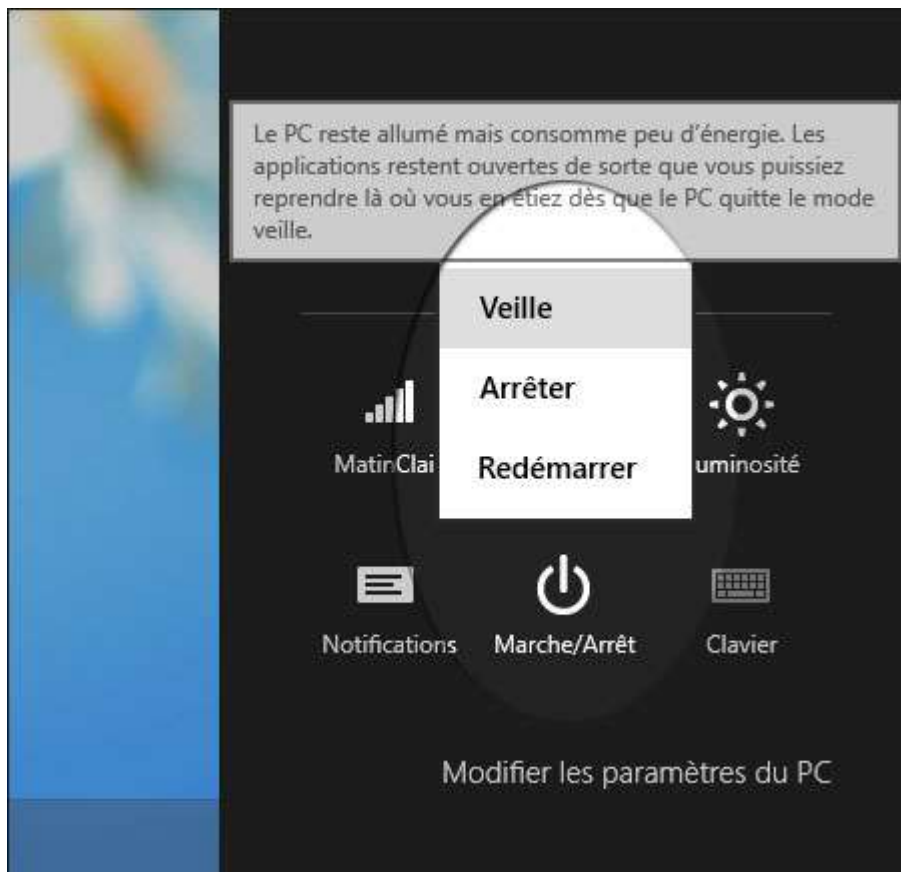 Le PC reste allumé mais consomme peu d'énergie. Les
applications restent ouvertes de sorte que vous puissiez
reprendre là où vous en étiez dès que le PC quitte le mode
veille.
Veille
Arrêter
Redémarrer
MatinClai
uminosité
Notifications
Marche/Arrêt
Clavier
Modifier les paramètres du PC